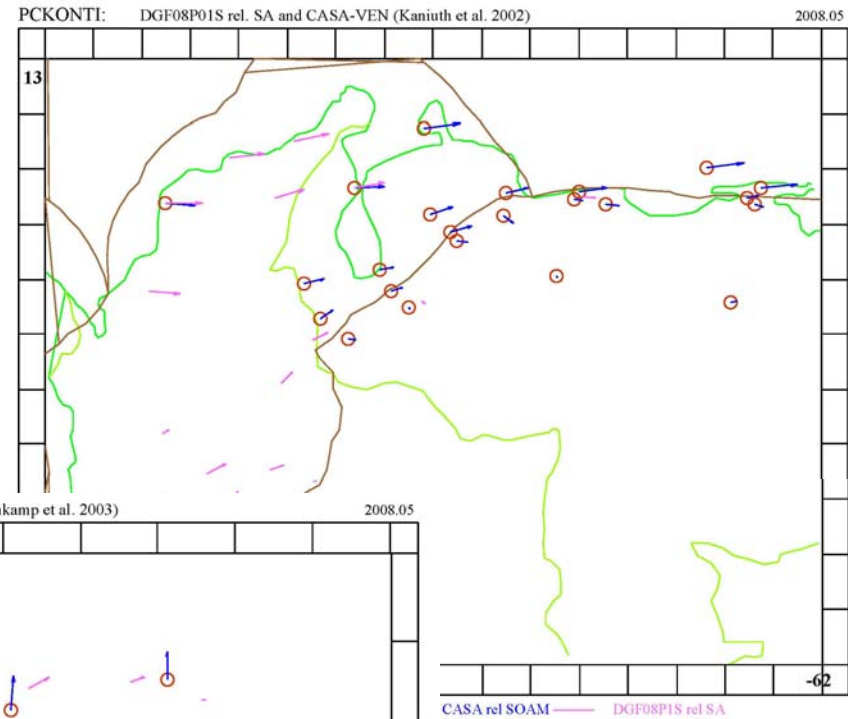 PCKONTI: DGF08P01S rel. SA and CASA-VEN (Kaniuth et al. 2002) 2008.05
13
kamp et al. 2003) 2008.05
-62
CASA rel SOAM DGF08P1S rel SA